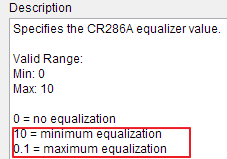 Description
Specifies the CR286A equalizer value.
Valid Range:
Min: 0
Max: 10
0 = no equalization
10 = minimum equalization
0.1 = maximum equalization